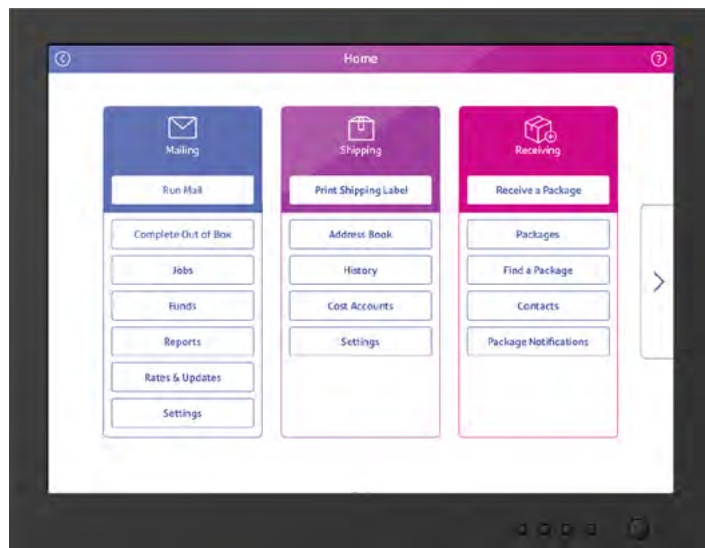 Home
?
Mailing
Run Mail
Complete Out of Box
Jobs
Funds
Reports
Rates & Updates
Settings
Shipping
Print Shipping Label
Address Book
History
Cost Accounts
Settings
Receiving
Receive a Package
Packages
Find a Package
Contacts
Package Notifications